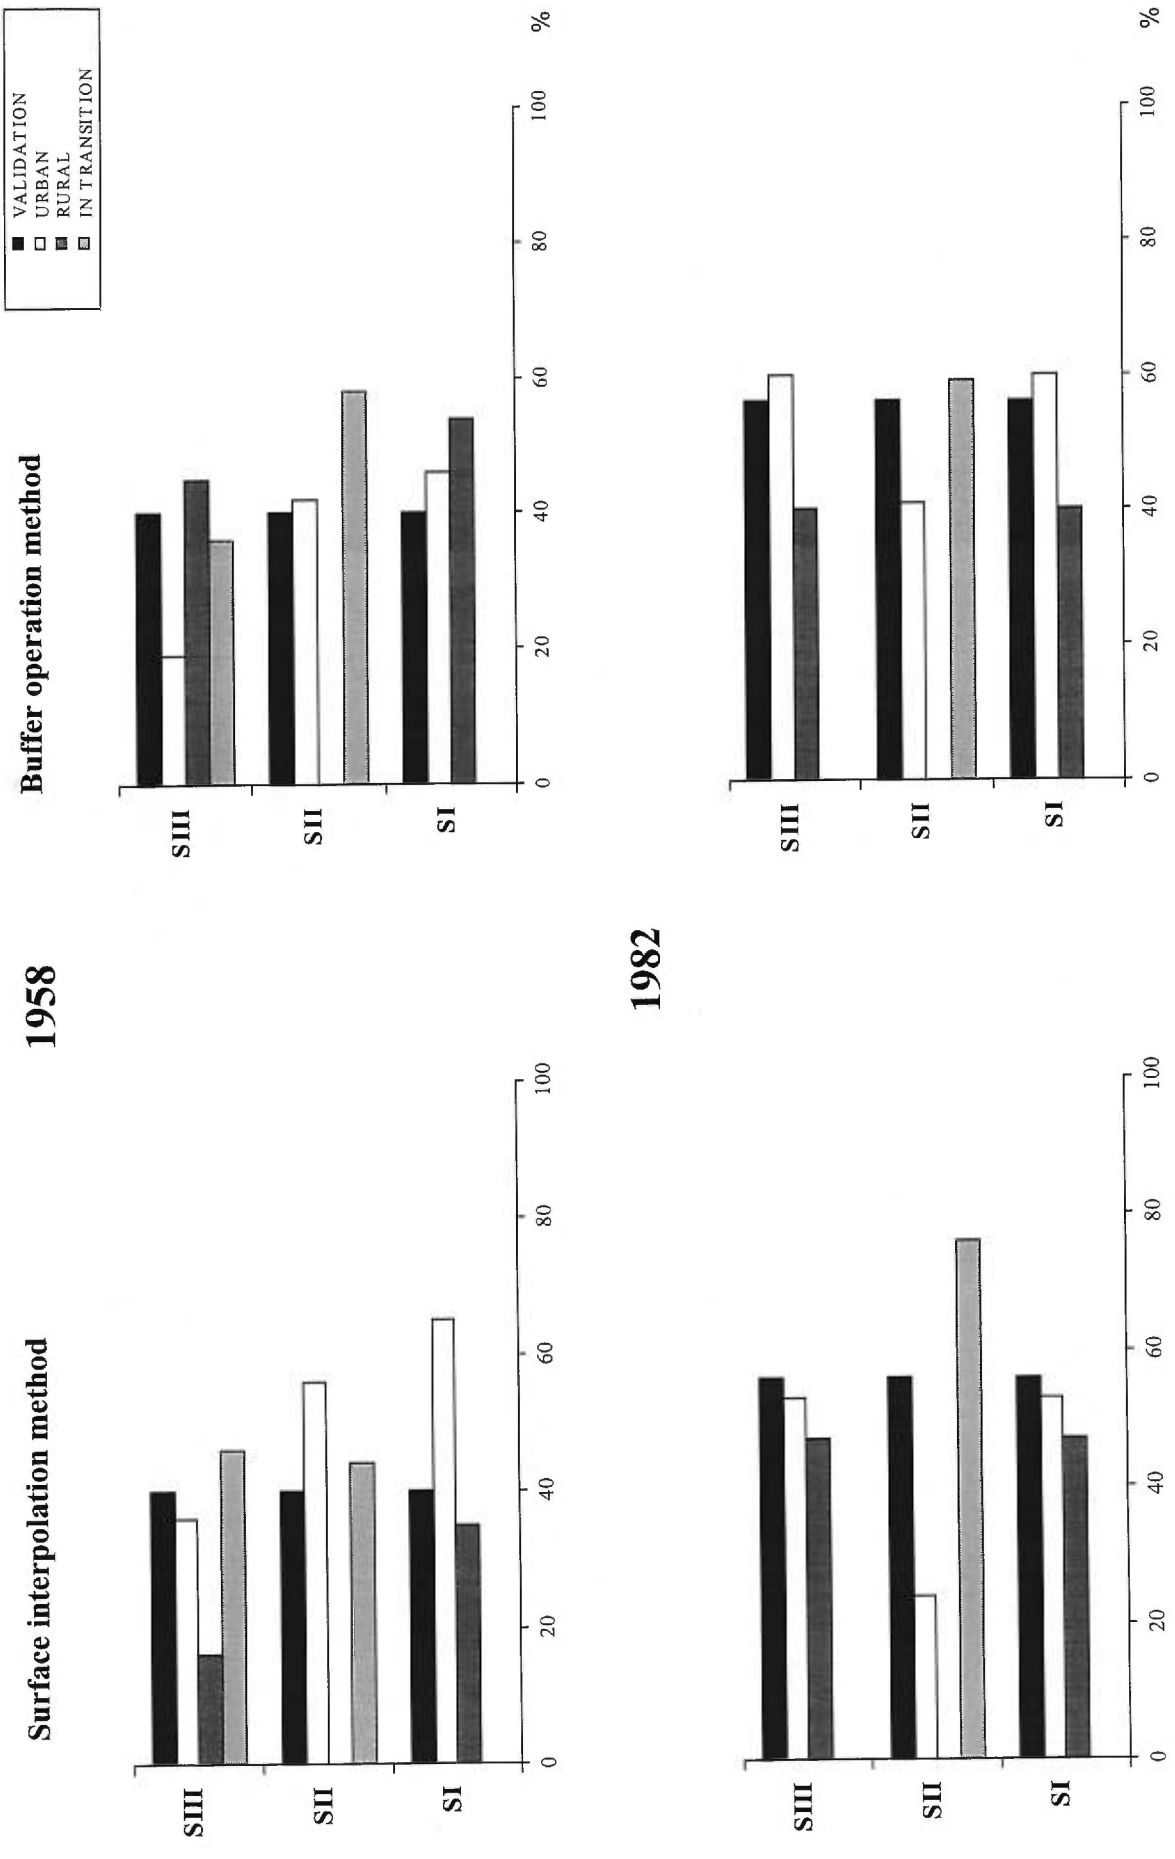 VALIDATION
URBAN
RURAL
IN TRANSITION
1958
Surface interpolation method
SIII
SII
SI
0 20 40 60 80 100
Buffer operation method
SIII
SII
SI
0 20 40 60 80 100 %
1982
SIII
SII
SI
0 20 40 60 80 100
SIII
SII
SI
0 20 40 60 80 100 %